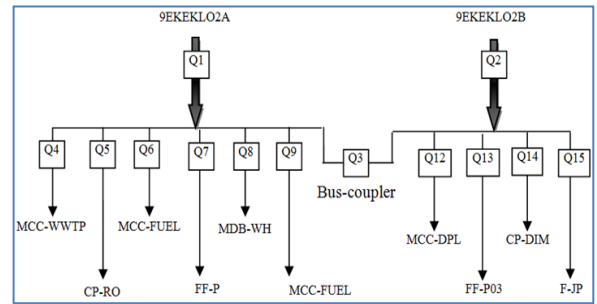 9EKEKLO2A 9EKEKLO2B
Q1 Q2
Q4 Q5 Q6 Q7 Q8 Q9 Q3 Q12 Q13 Q14 Q15
Bus-coupler
MCC-WWTP MCC-FUEL MDB-WH MCC-DPL CP-DIM
CP-RO FF-P MCC-FUEL FF-P03 F-JP